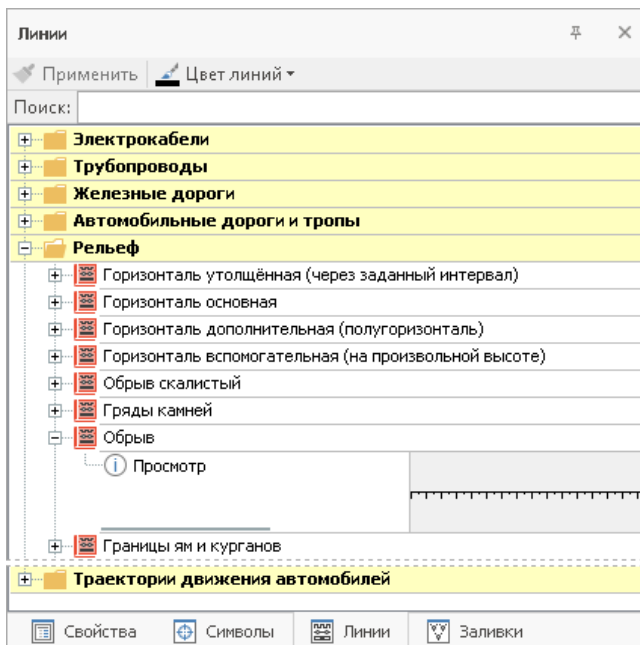 Линии
Применить Цвет линий
Поиск:
Электрокабели
Трубопроводы
Железные дороги
Автомобильные дороги и тропы
Рельеф
Горизонталь утолщённая (через заданный интервал)
Горизонталь основная
Горизонталь дополнительная (полугоризонталь)
Горизонталь вспомогательная (на произвольной высоте)
Обрыв скалистый
Гряды камней
Обрыв
Просмотр
Границы ям и курганов
Траектории движения автомобилей
Свойства Символы Линии Заливки